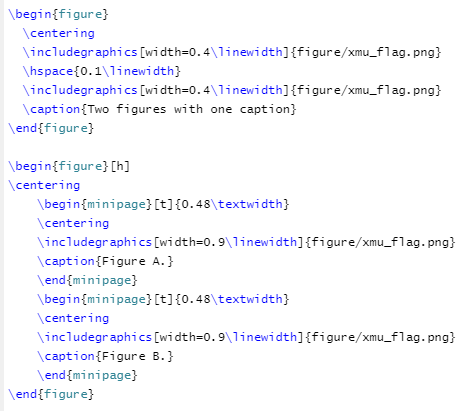 \begin{figure}
  \centering
  \includegraphics[width=0.4\linewidth]{figure/xmu_flag.png}
  \hspace{0.1\linewidth}
  \includegraphics[width=0.4\linewidth]{figure/xmu_flag.png}
  \caption{Two figures with one caption}
\end{figure}

\begin{figure}[h]
\centering
    \begin{minipage}[t]{0.48\textwidth}
    \centering
    \includegraphics[width=0.9\linewidth]{figure/xmu_flag.png}
    \caption{Figure A.}
    \end{minipage}
    \begin{minipage}[t]{0.48\textwidth}
    \centering
    \includegraphics[width=0.9\linewidth]{figure/xmu_flag.png}
    \caption{Figure B.}
    \end{minipage}
\end{figure}